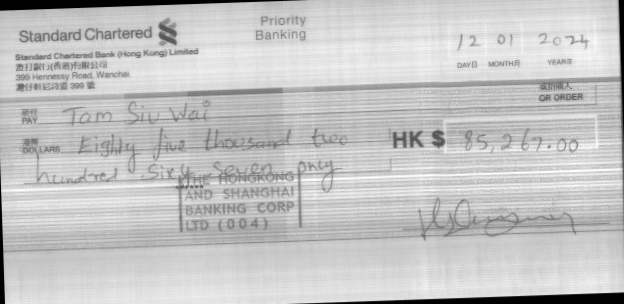 Standard Chartered
Priority
Banking
Standard Chartered Bank (Hong Kong) Limited
渣打銀行(香港)有限公司
399 Hennessy Road, Wanchai
灣仔軒尼詩道 399 號
12 01 2024
DAY日 MONTH月 YEAR年
或持票人
OR ORDER
祈付
PAY Tam Siu Wai
港幣
DOLLARS Eighty five thousand two
hundred sixty seven only
HK $ 85,267.00
THE HONGKONG
AND SHANGHAI
BANKING CORP
LTD (004)